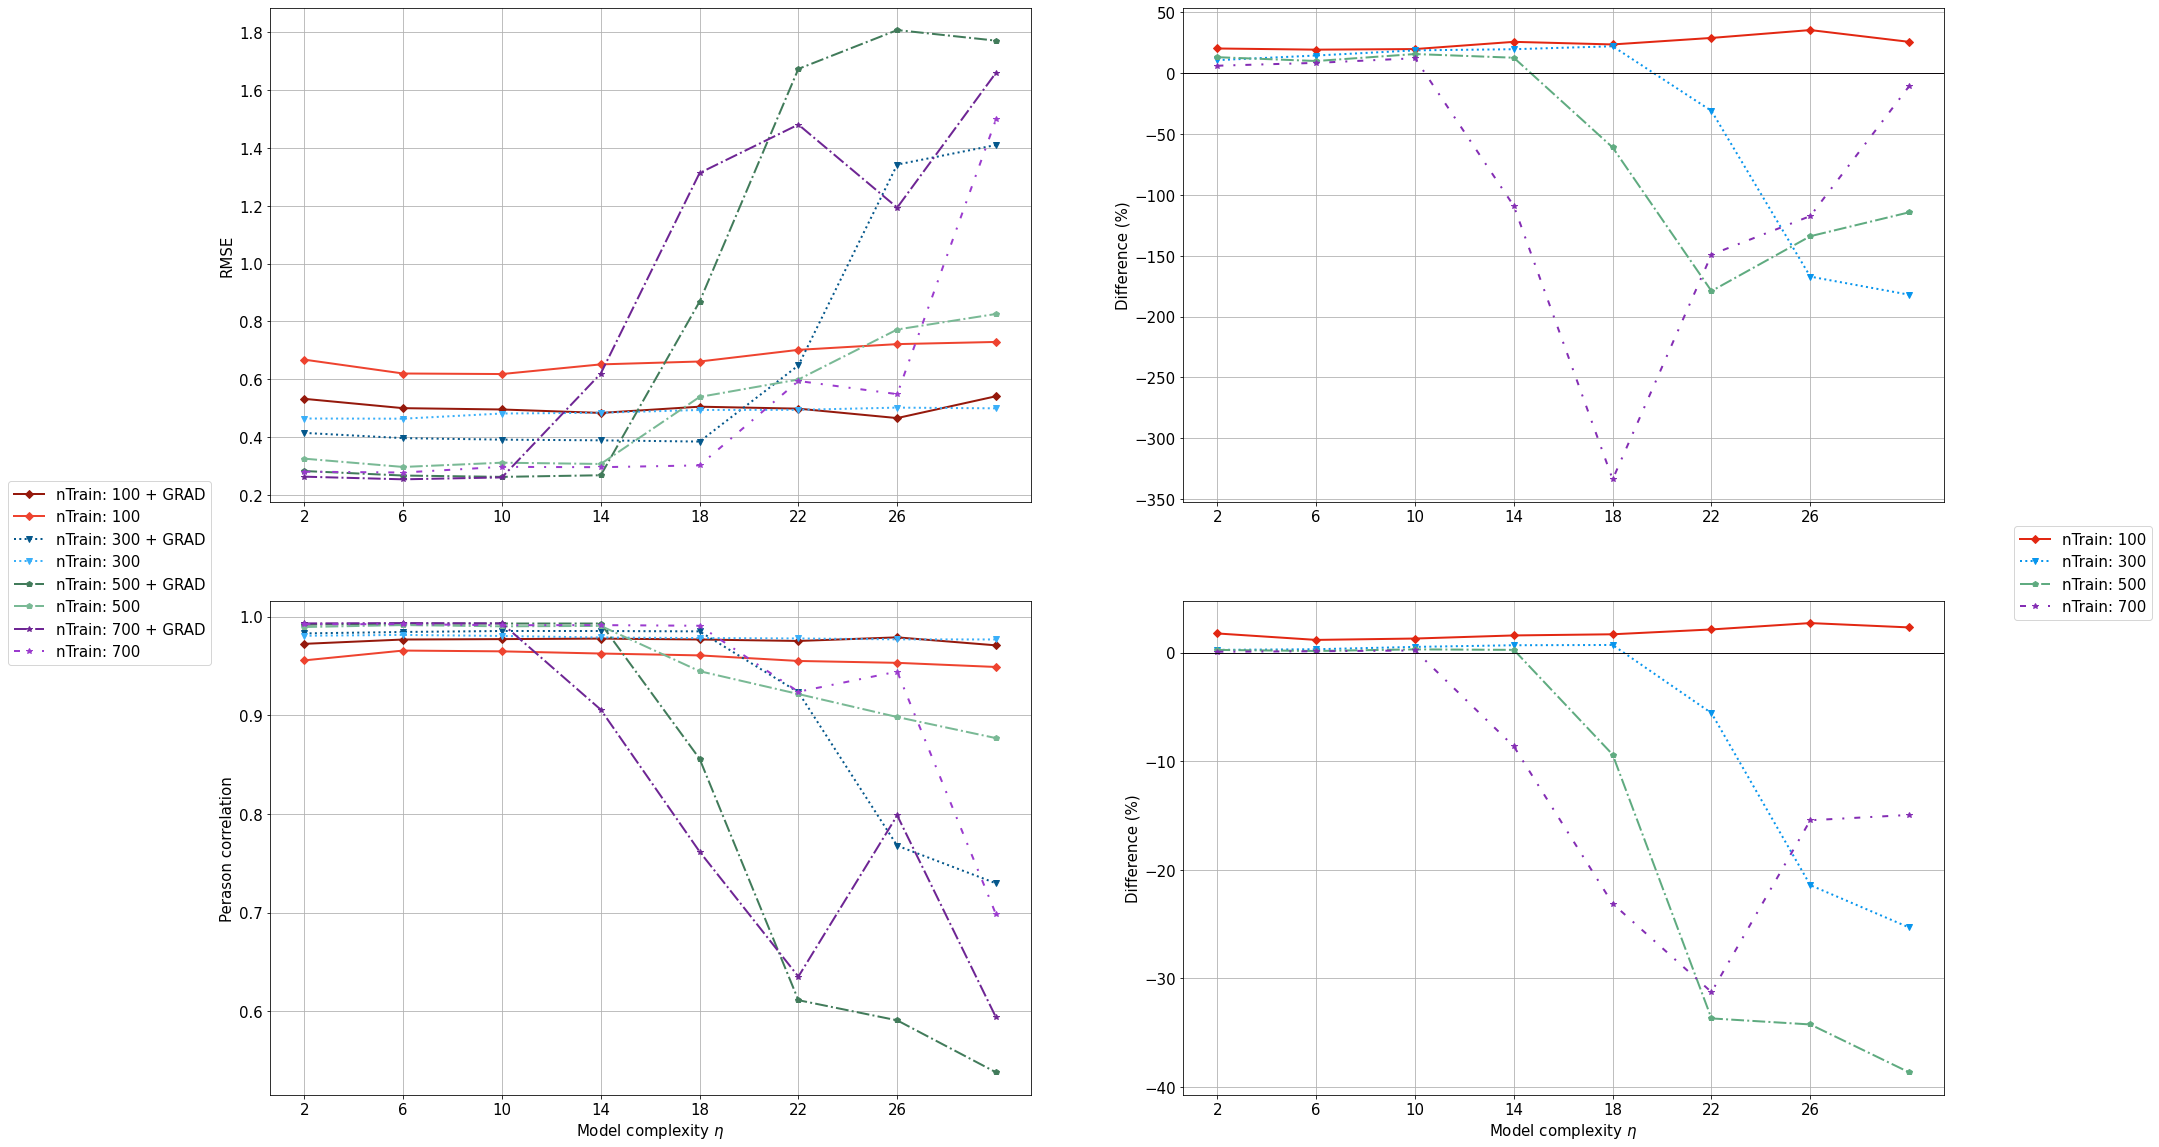 1.8
1.6
1.4
1.2
1.0
0.8
0.6
0.4
0.2
RMSE
2 6 10 14 18 22 26
50
0
−50
−100
−150
−200
−250
−300
−350
Difference (%)
2 6 10 14 18 22 26
nTrain: 100 + GRAD
nTrain: 100
nTrain: 300 + GRAD
nTrain: 300
nTrain: 500 + GRAD
nTrain: 500
nTrain: 700 + GRAD
nTrain: 700
1.0
0.9
0.8
0.7
0.6
Perason correlation
2 6 10 14 18 22 26
Model complexity η
0
−10
−20
−30
−40
Difference (%)
2 6 10 14 18 22 26
Model complexity η
nTrain: 100
nTrain: 300
nTrain: 500
nTrain: 700